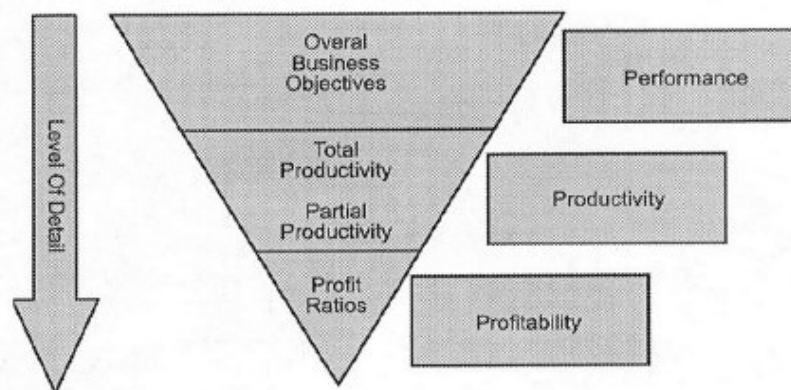 Overal
Business
Objectives
Performance
Level Of Detail
Total
Productivity
Partial
Productivity
Productivity
Profit
Ratios
Profitability